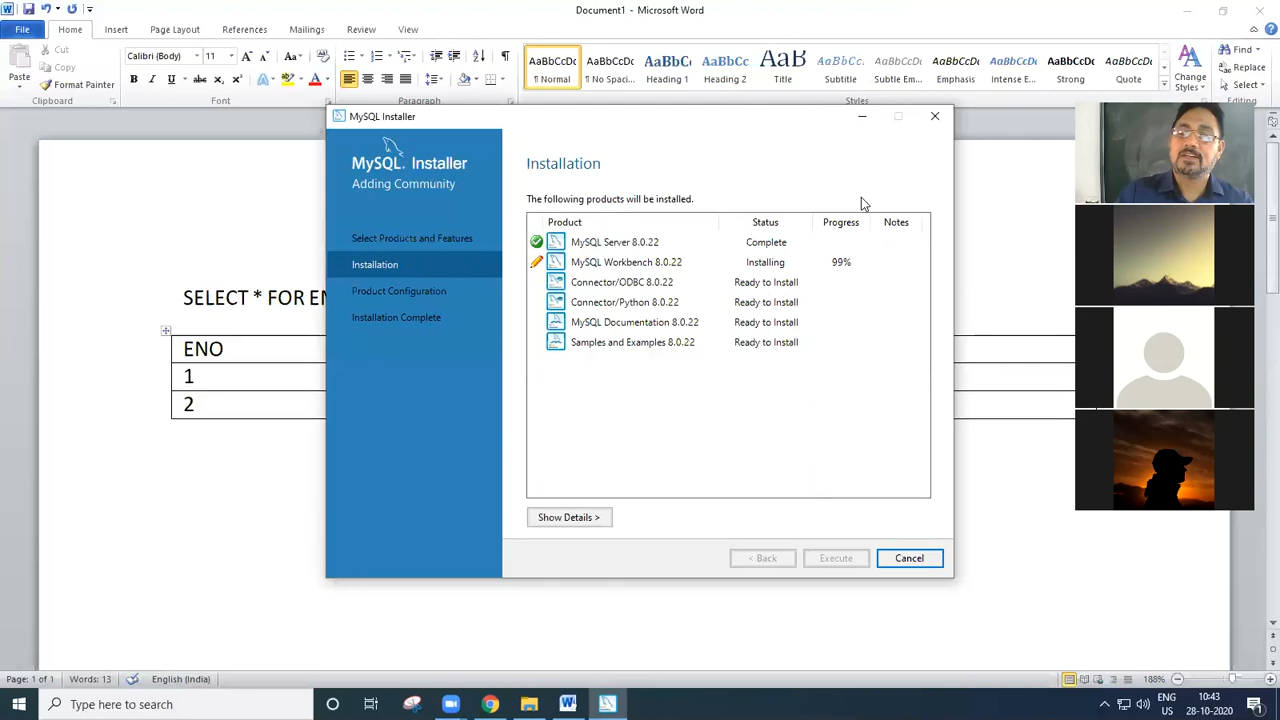 Document1 - Microsoft Word
File Home Insert Page Layout References Mailings Review View
Cut
Copy
Format Painter
Paste
Clipboard
Calibri (Body) 11
Font
Paragraph
AaBbCcDc AaBbCcDc AaBbCc AaBbCc AaB AaBbCc. AaBbCcDc AaBbCcDc AaBbCcDc AaBbCcDc AaBbCcDc
¶ Normal ¶ No Spaci... Heading 1 Heading 2 Title Subtitle Subtle Em... Emphasis Intense E... Strong Quote
Styles
Change Styles
Find
Replace
Select
Editing
MySQL Installer
MySQL. Installer
Adding Community
Select Products and Features
Installation
Product Configuration
Installation Complete
Installation
The following products will be installed.
Product Status Progress Notes
MySQL Server 8.0.22 Complete
MySQL Workbench 8.0.22 Installing 99%
Connector/ODBC 8.0.22 Ready to Install
Connector/Python 8.0.22 Ready to Install
MySQL Documentation 8.0.22 Ready to Install
Samples and Examples 8.0.22 Ready to Install
Show Details >
< Back Execute Cancel
SELECT * FOR EM
ENO
1
2
Page: 1 of 1 Words: 13 English (India) 188%
Type here to search
ENG
US
10:43
28-10-2020